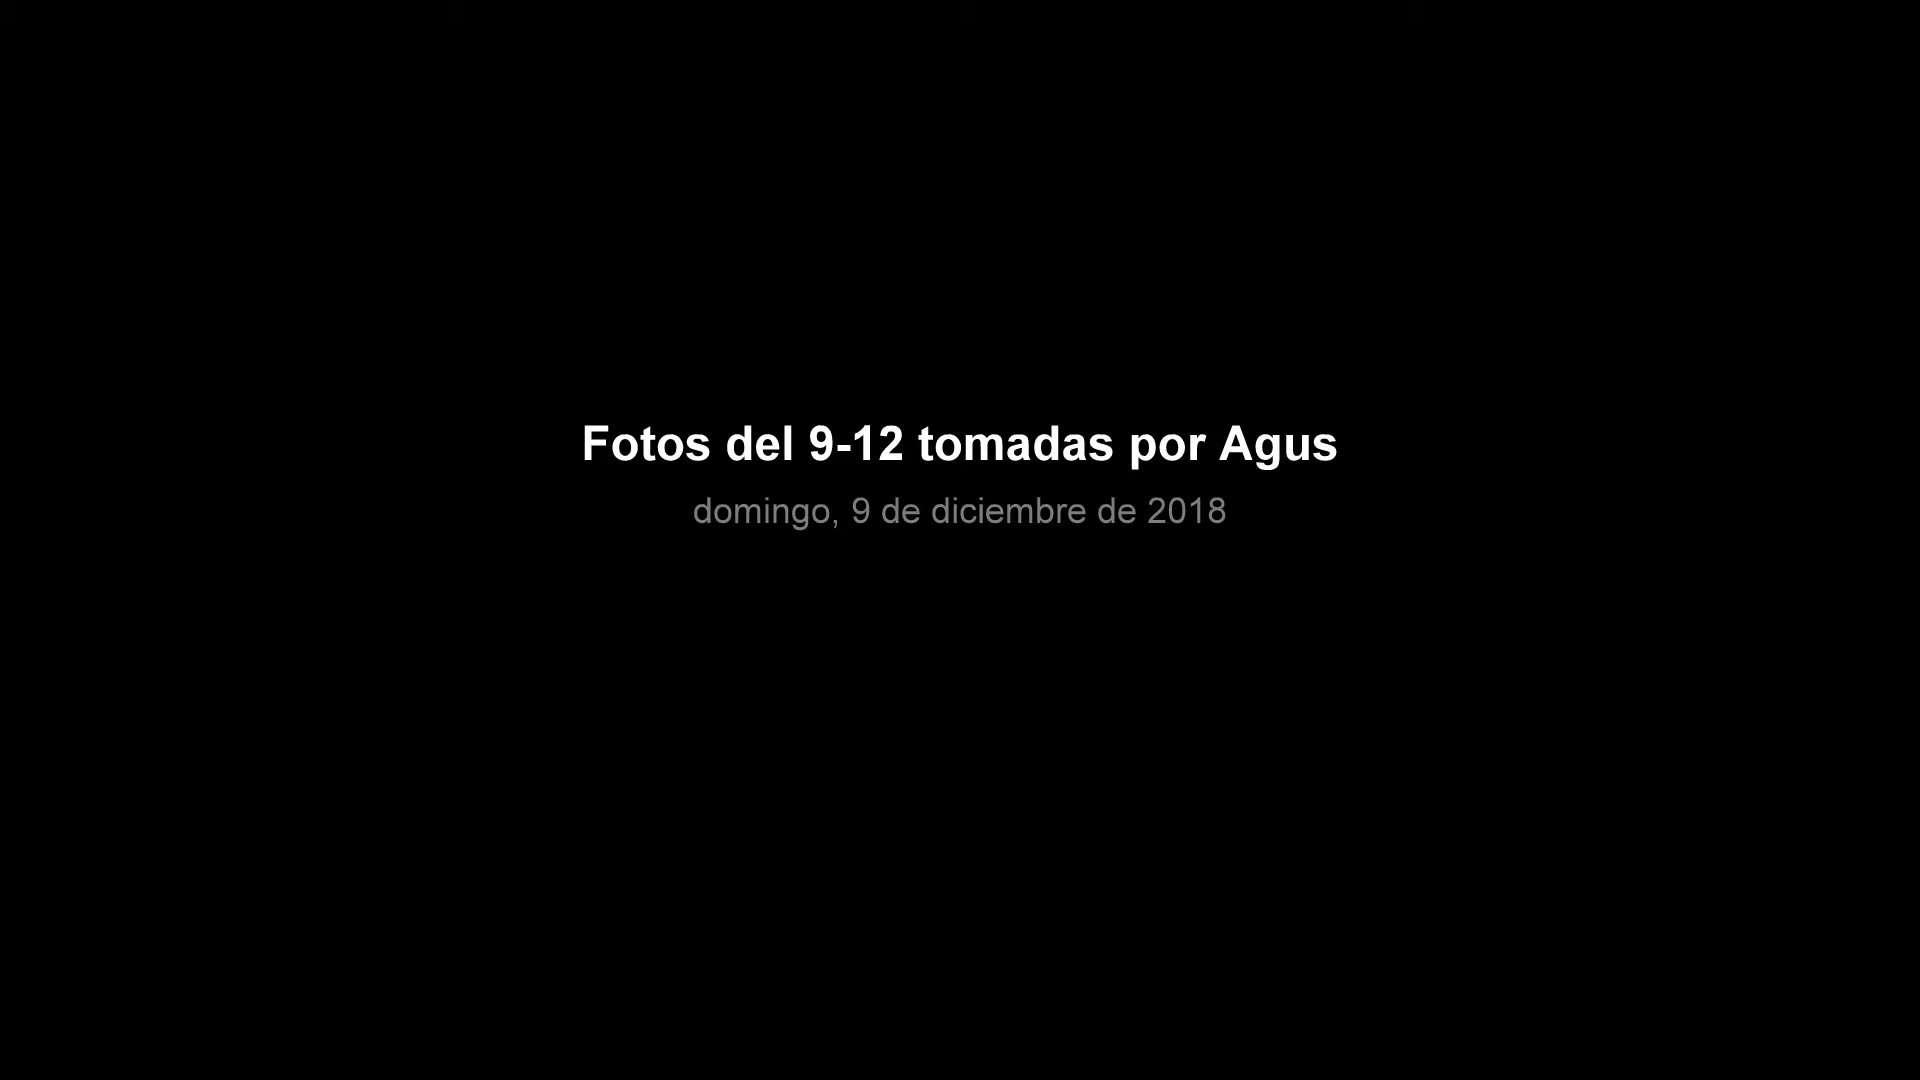 Fotos del 9-12 tomadas por Agus
domingo, 9 de diciembre de 2018